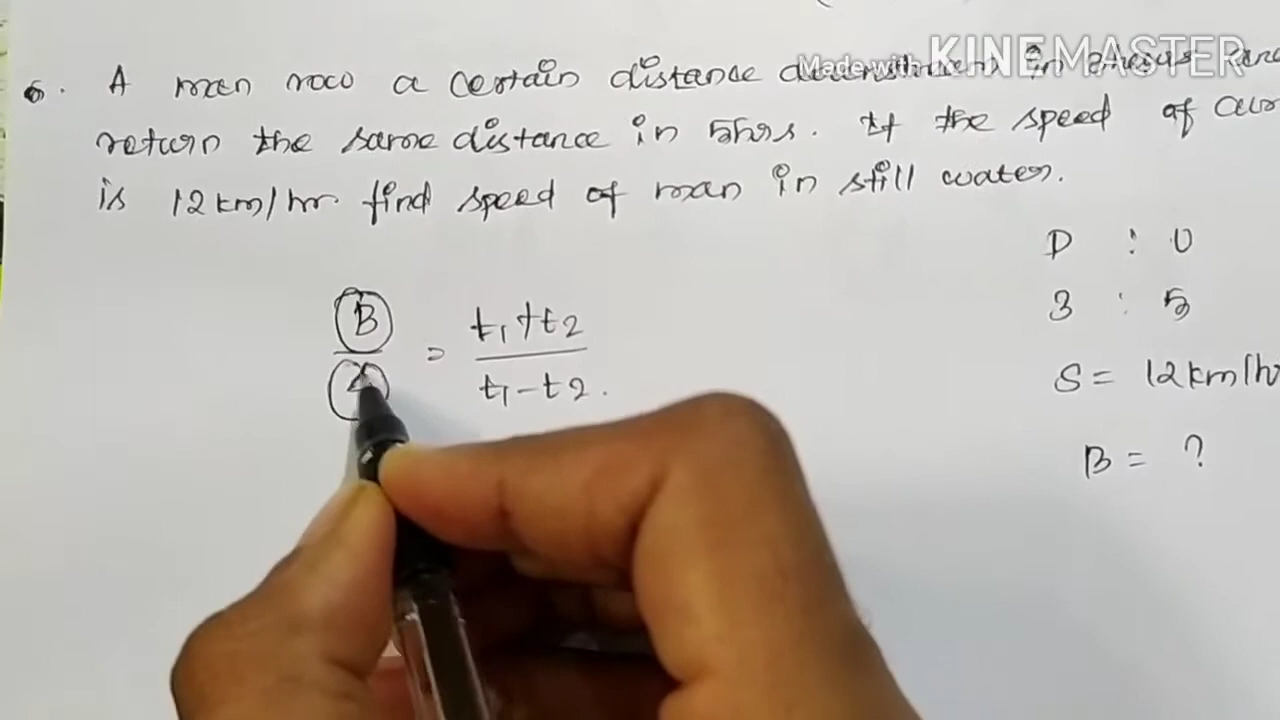 Made with KINEMASTER
6. A man row a certain distance downstream in 3hours and
return the same distance in 5hrs. If the speed of
is 12km/hr. find speed of man in still water.
D : U
3 : 5
S = 12km/hr
B = ?
B = t1+t2
t1-t2.